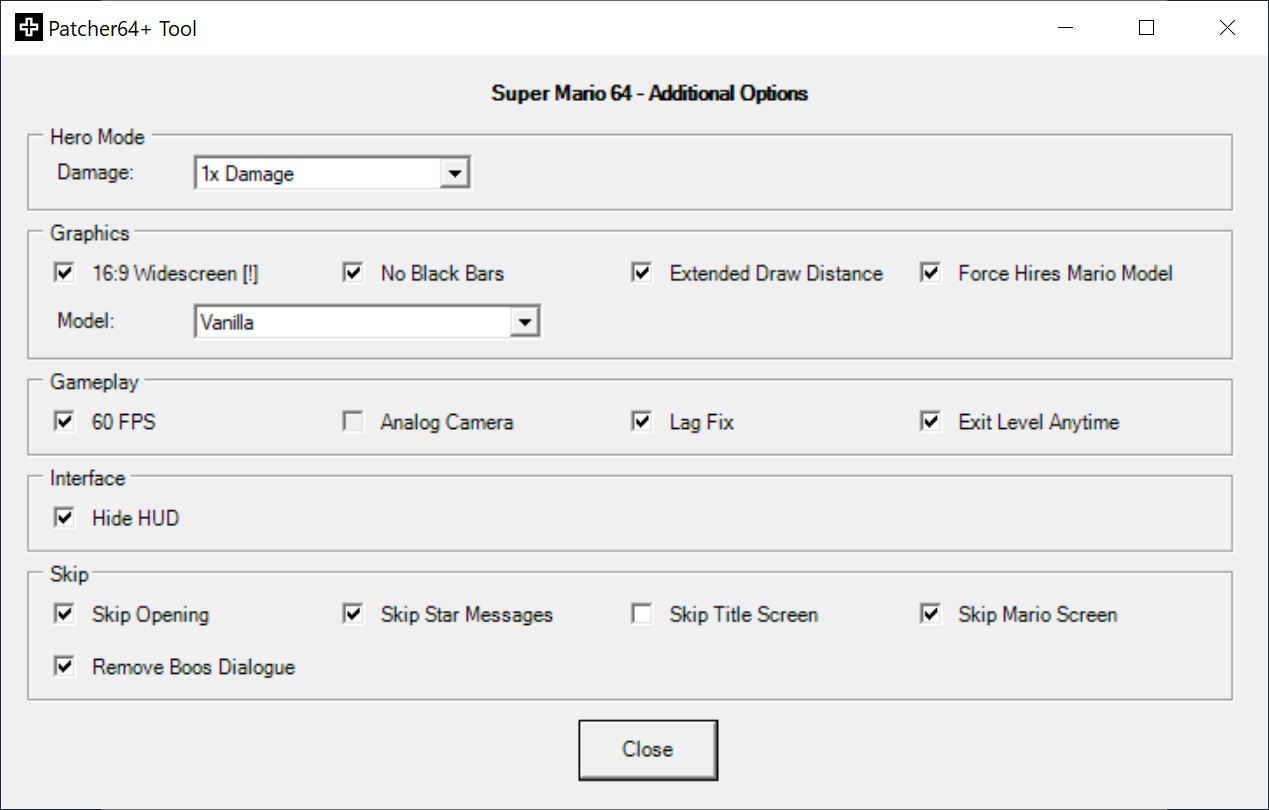 Patcher64+ Tool
Super Mario 64 - Additional Options
Hero Mode
Damage: 1x Damage
Graphics
16:9 Widescreen [!] No Black Bars Extended Draw Distance Force Hires Mario Model
Model: Vanilla
Gameplay
60 FPS Analog Camera Lag Fix Exit Level Anytime
Interface
Hide HUD
Skip
Skip Opening Skip Star Messages Skip Title Screen Skip Mario Screen
Remove Boos Dialogue
Close